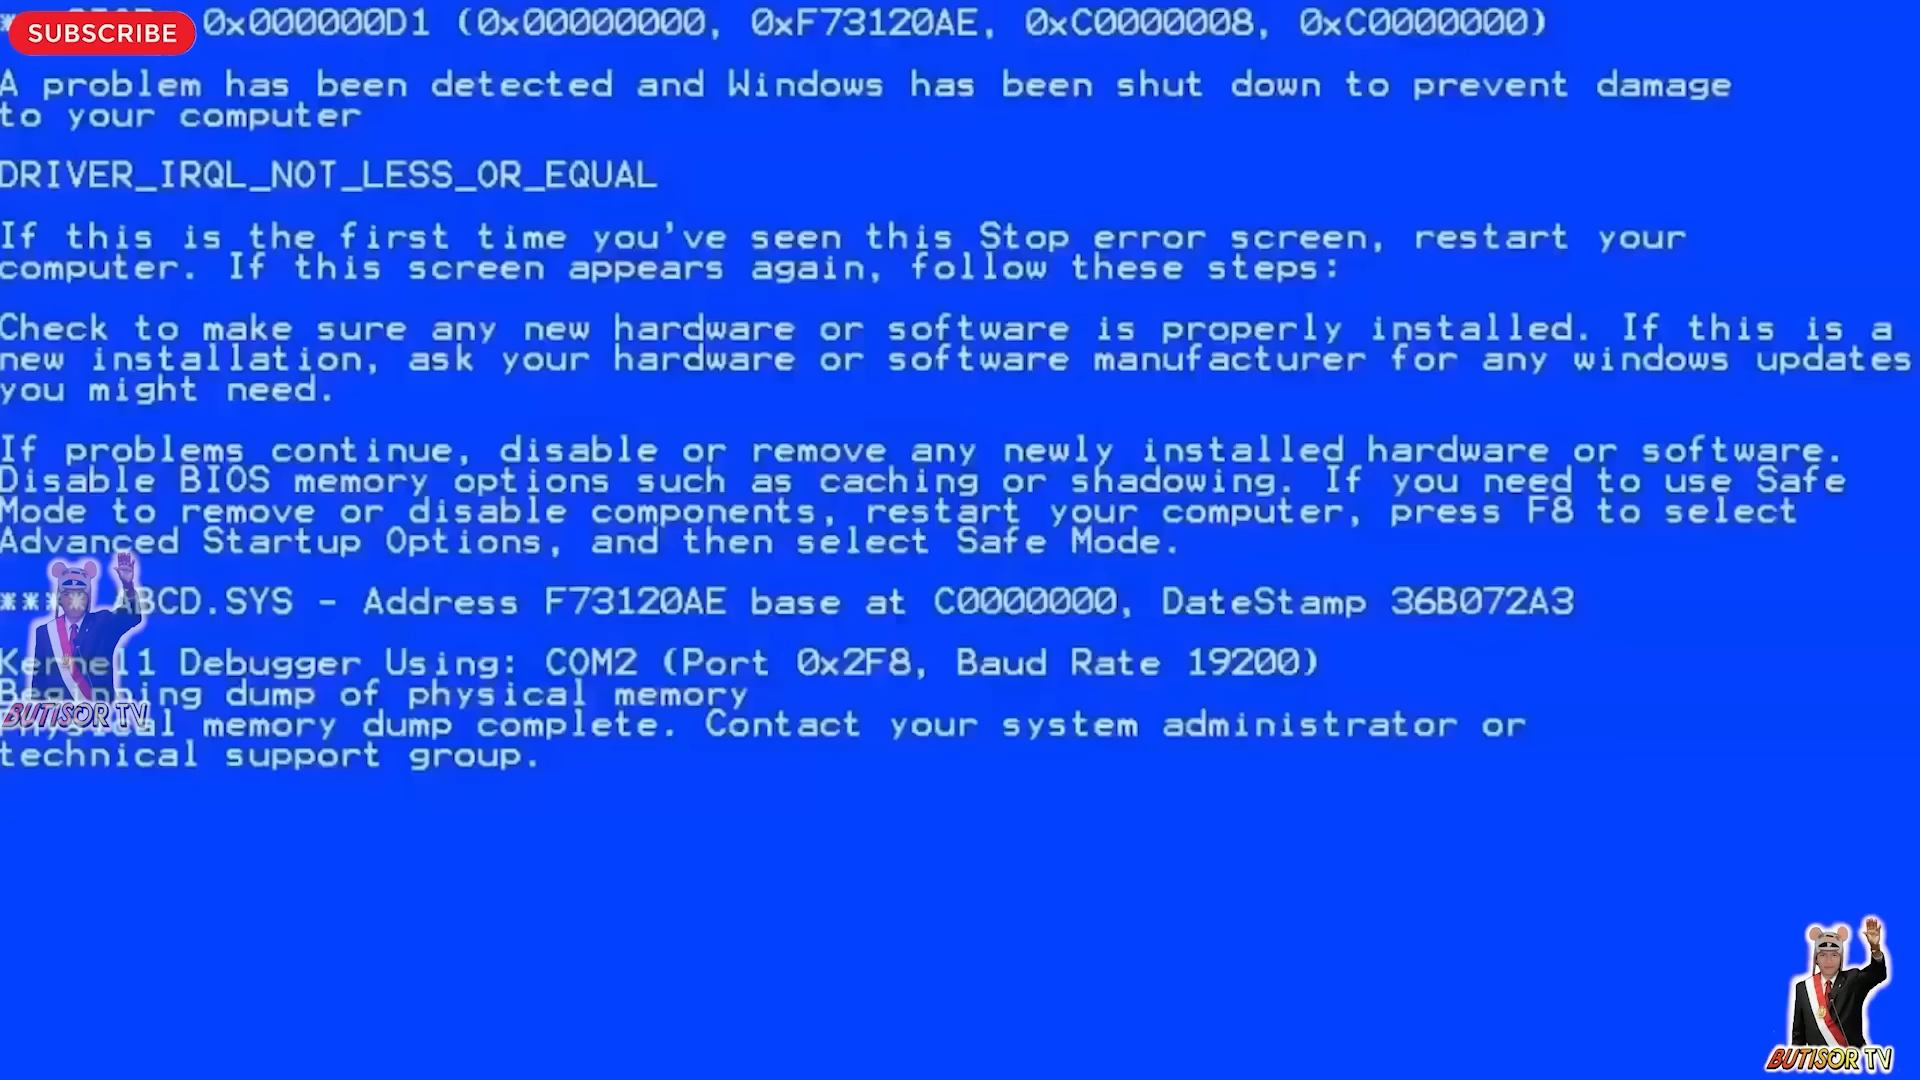 SUBSCRIBE
0x000000D1 (0x00000000, 0xF73120AE, 0xC0000008, 0xC0000000)
A problem has been detected and Windows has been shut down to prevent damage
to your computer
DRIVER_IRQL_NOT_LESS_OR_EQUAL
If this is the first time you've seen this Stop error screen, restart your
computer. If this screen appears again, follow these steps:
Check to make sure any new hardware or software is properly installed. If this is a
new installation, ask your hardware or software manufacturer for any windows updates
you might need.
If problems continue, disable or remove any newly installed hardware or software.
Disable BIOS memory options such as caching or shadowing. If you need to use Safe
Mode to remove or disable components, restart your computer, press F8 to select
Advanced Startup Options, and then select Safe Mode.
**** ABCD.SYS - Address F73120AE base at C0000000, DateStamp 36B072A3
Kernel1 Debugger Using: COM2 (Port 0x2F8, Baud Rate 19200)
Beginning dump of physical memory
Physical memory dump complete. Contact your system administrator or
technical support group.
BUTISOR TV
BUTISOR TV